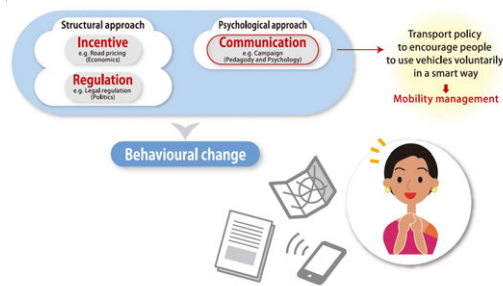 Structural approach
Incentive
e.g. Road pricing
(Economics)
Regulation
e.g. Legal regulation
(Politics)
Psychological approach
Communication
e.g. Campaign
(Pedagody and Psychology)
Transport policy
to encourage people
to use vehicles voluntarily
in a smart way
Mobility management
Behavioural change